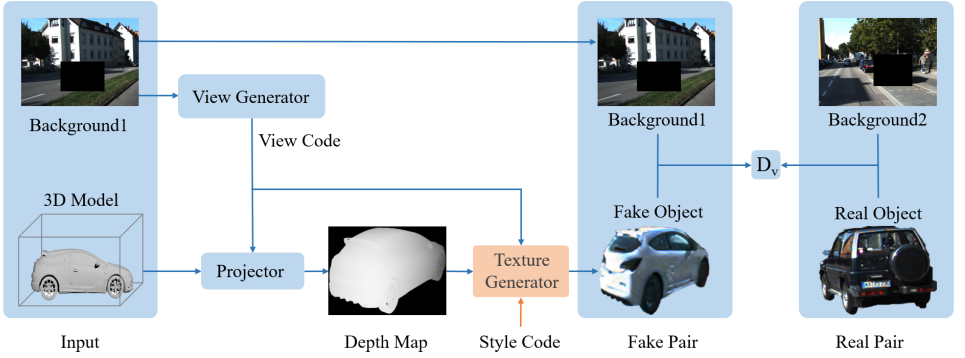 View Generator
Background1
Background1
Background2
View Code
D_v
3D Model
Fake Object
Real Object
Projector
Texture
Generator
Input
Depth Map
Style Code
Fake Pair
Real Pair